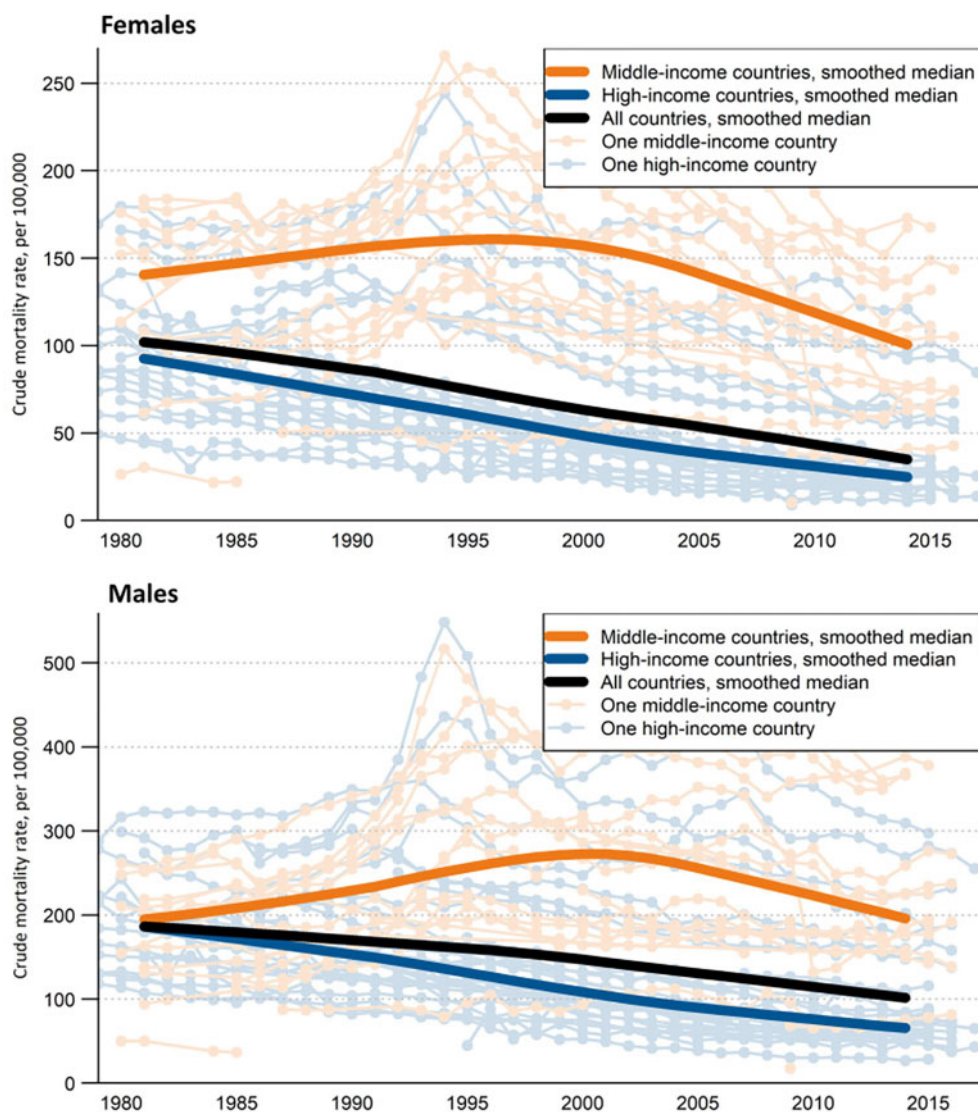 Females
Crude mortality rate, per 100,000
250
200
150
100
50
0
Middle-income countries, smoothed median
High-income countries, smoothed median
All countries, smoothed median
One middle-income country
One high-income country
1980 1985 1990 1995 2000 2005 2010 2015
Males
Crude mortality rate, per 100,000
500
400
300
200
100
0
Middle-income countries, smoothed median
High-income countries, smoothed median
All countries, smoothed median
One middle-income country
One high-income country
1980 1985 1990 1995 2000 2005 2010 2015